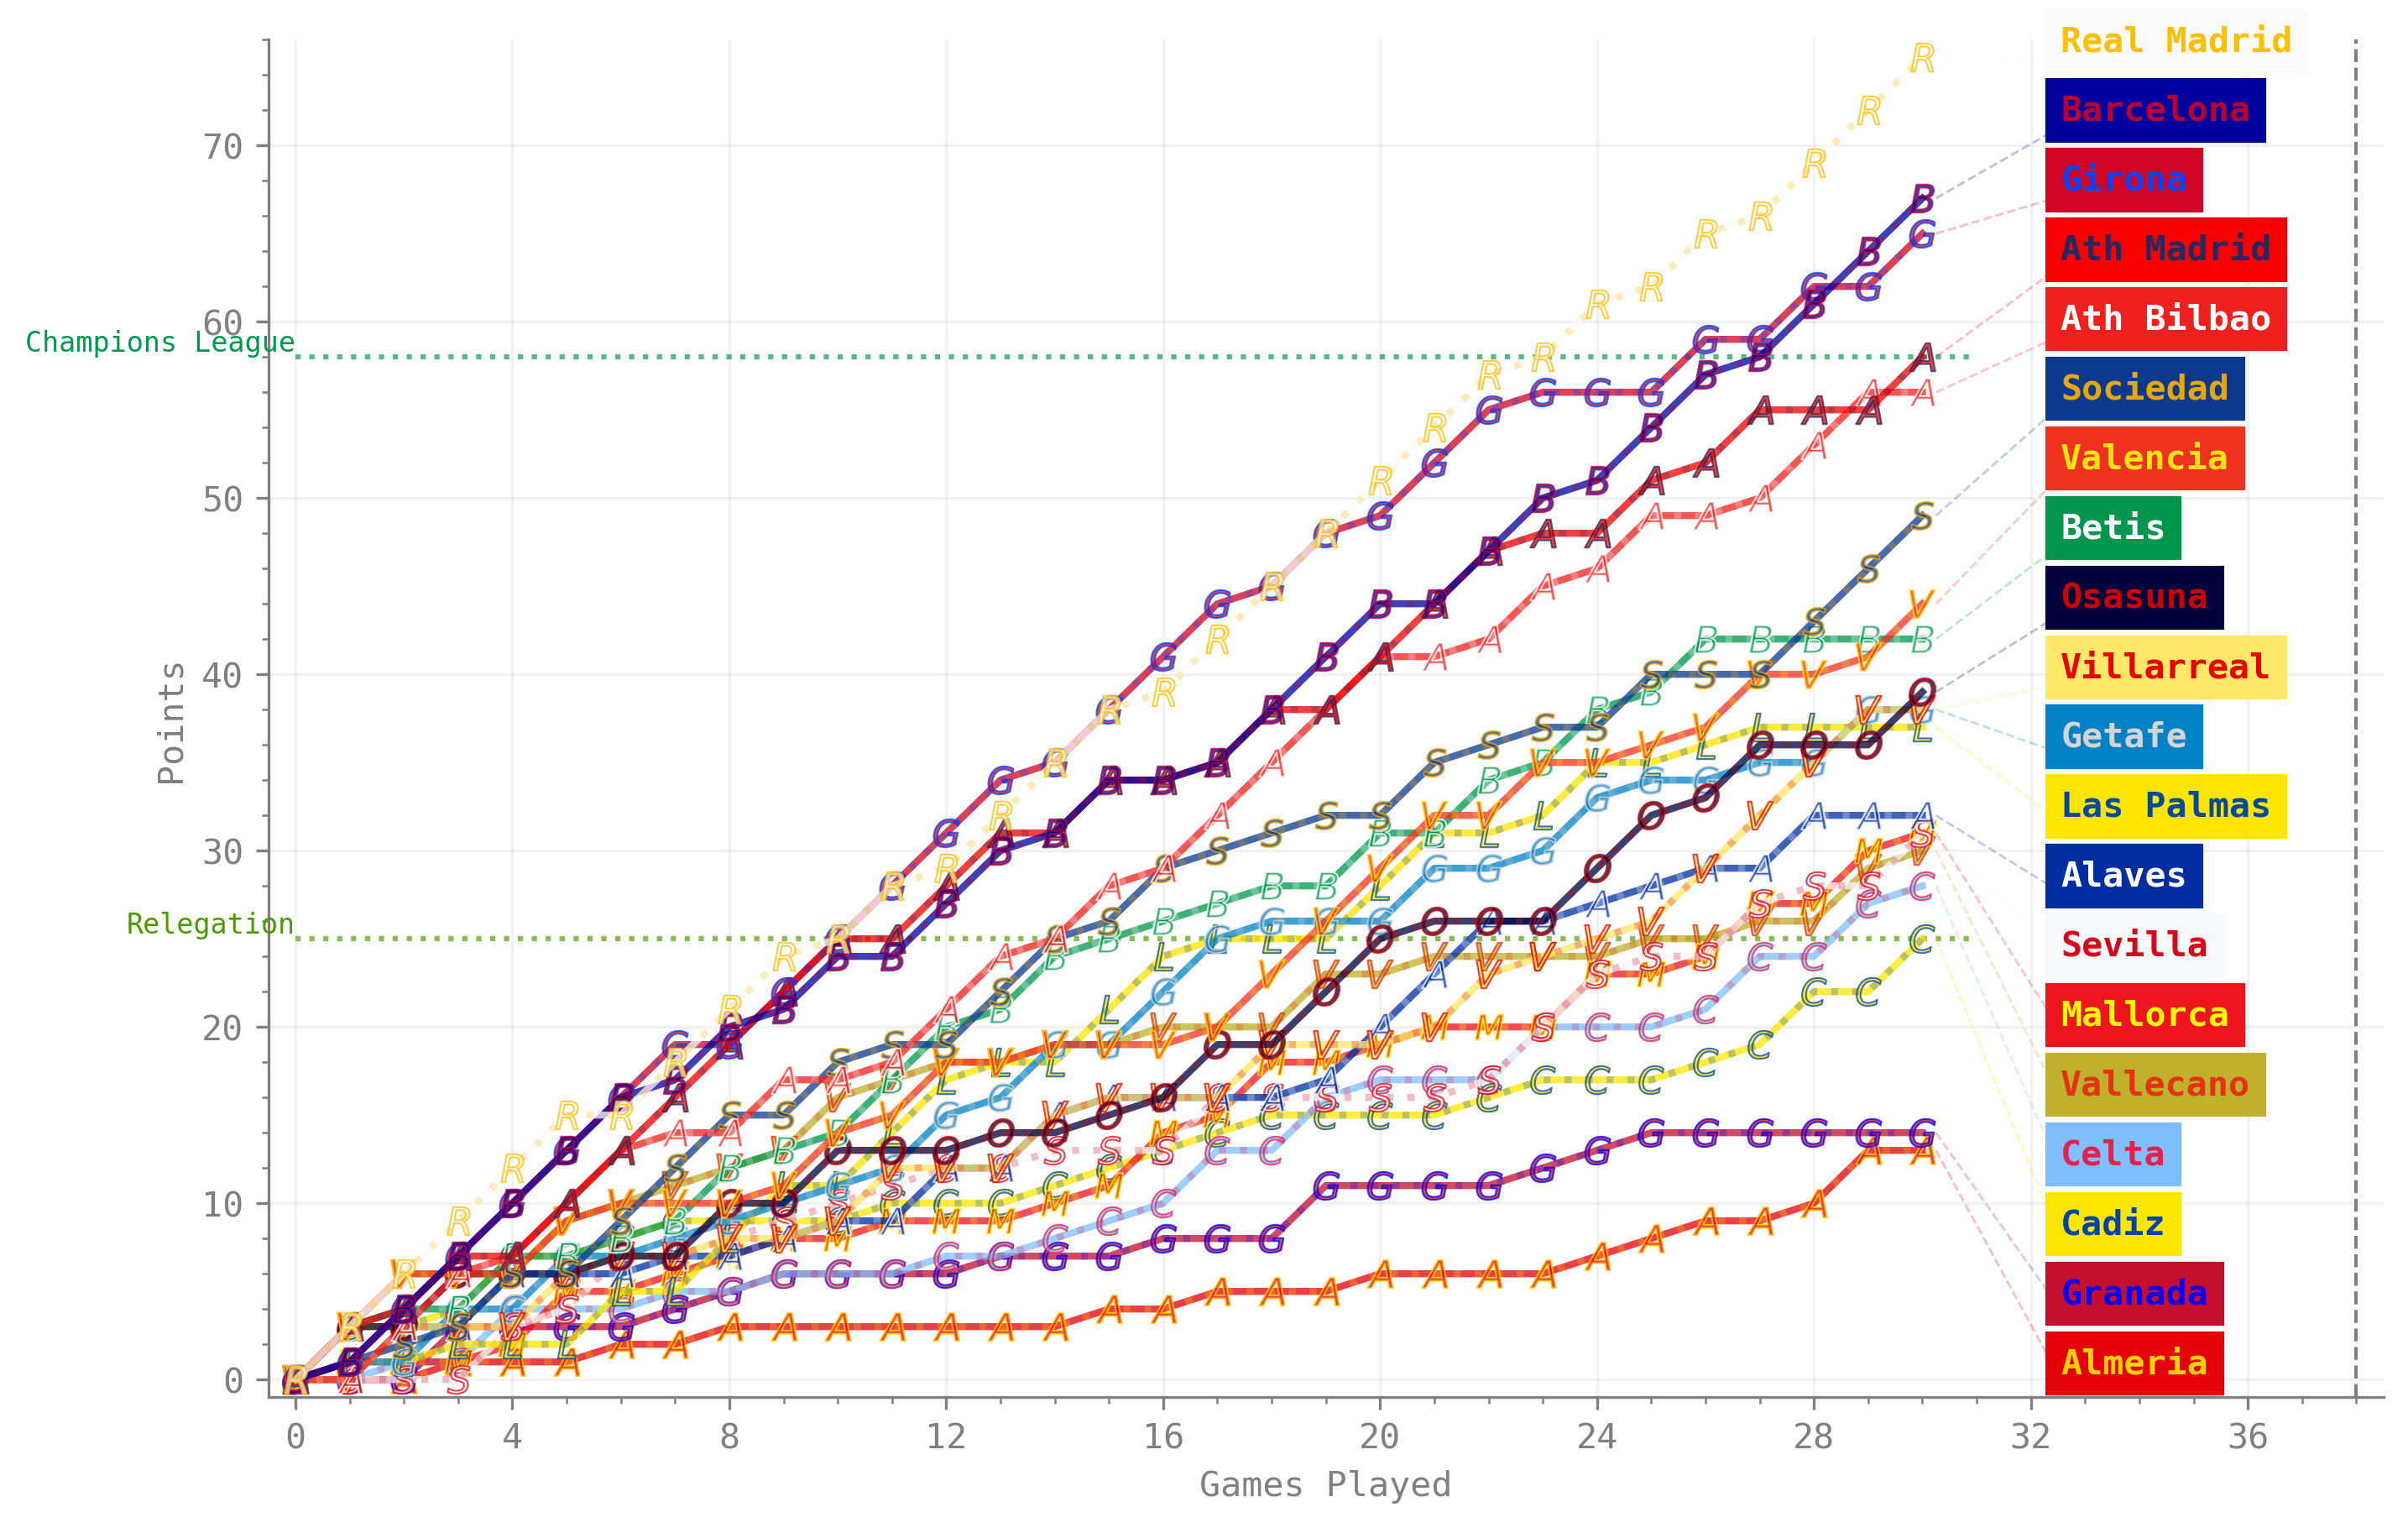 Real Madrid
Barcelona
Girona
Ath Madrid
Ath Bilbao
Sociedad
Valencia
Betis
Osasuna
Villarreal
Getafe
Las Palmas
Alaves
Sevilla
Mallorca
Vallecano
Celta
Cadiz
Granada
Almeria
70
60
Champions League
50
40
30
Relegation
20
10
0
Points
0 4 8 12 16 20 24 28 32 36
Games Played